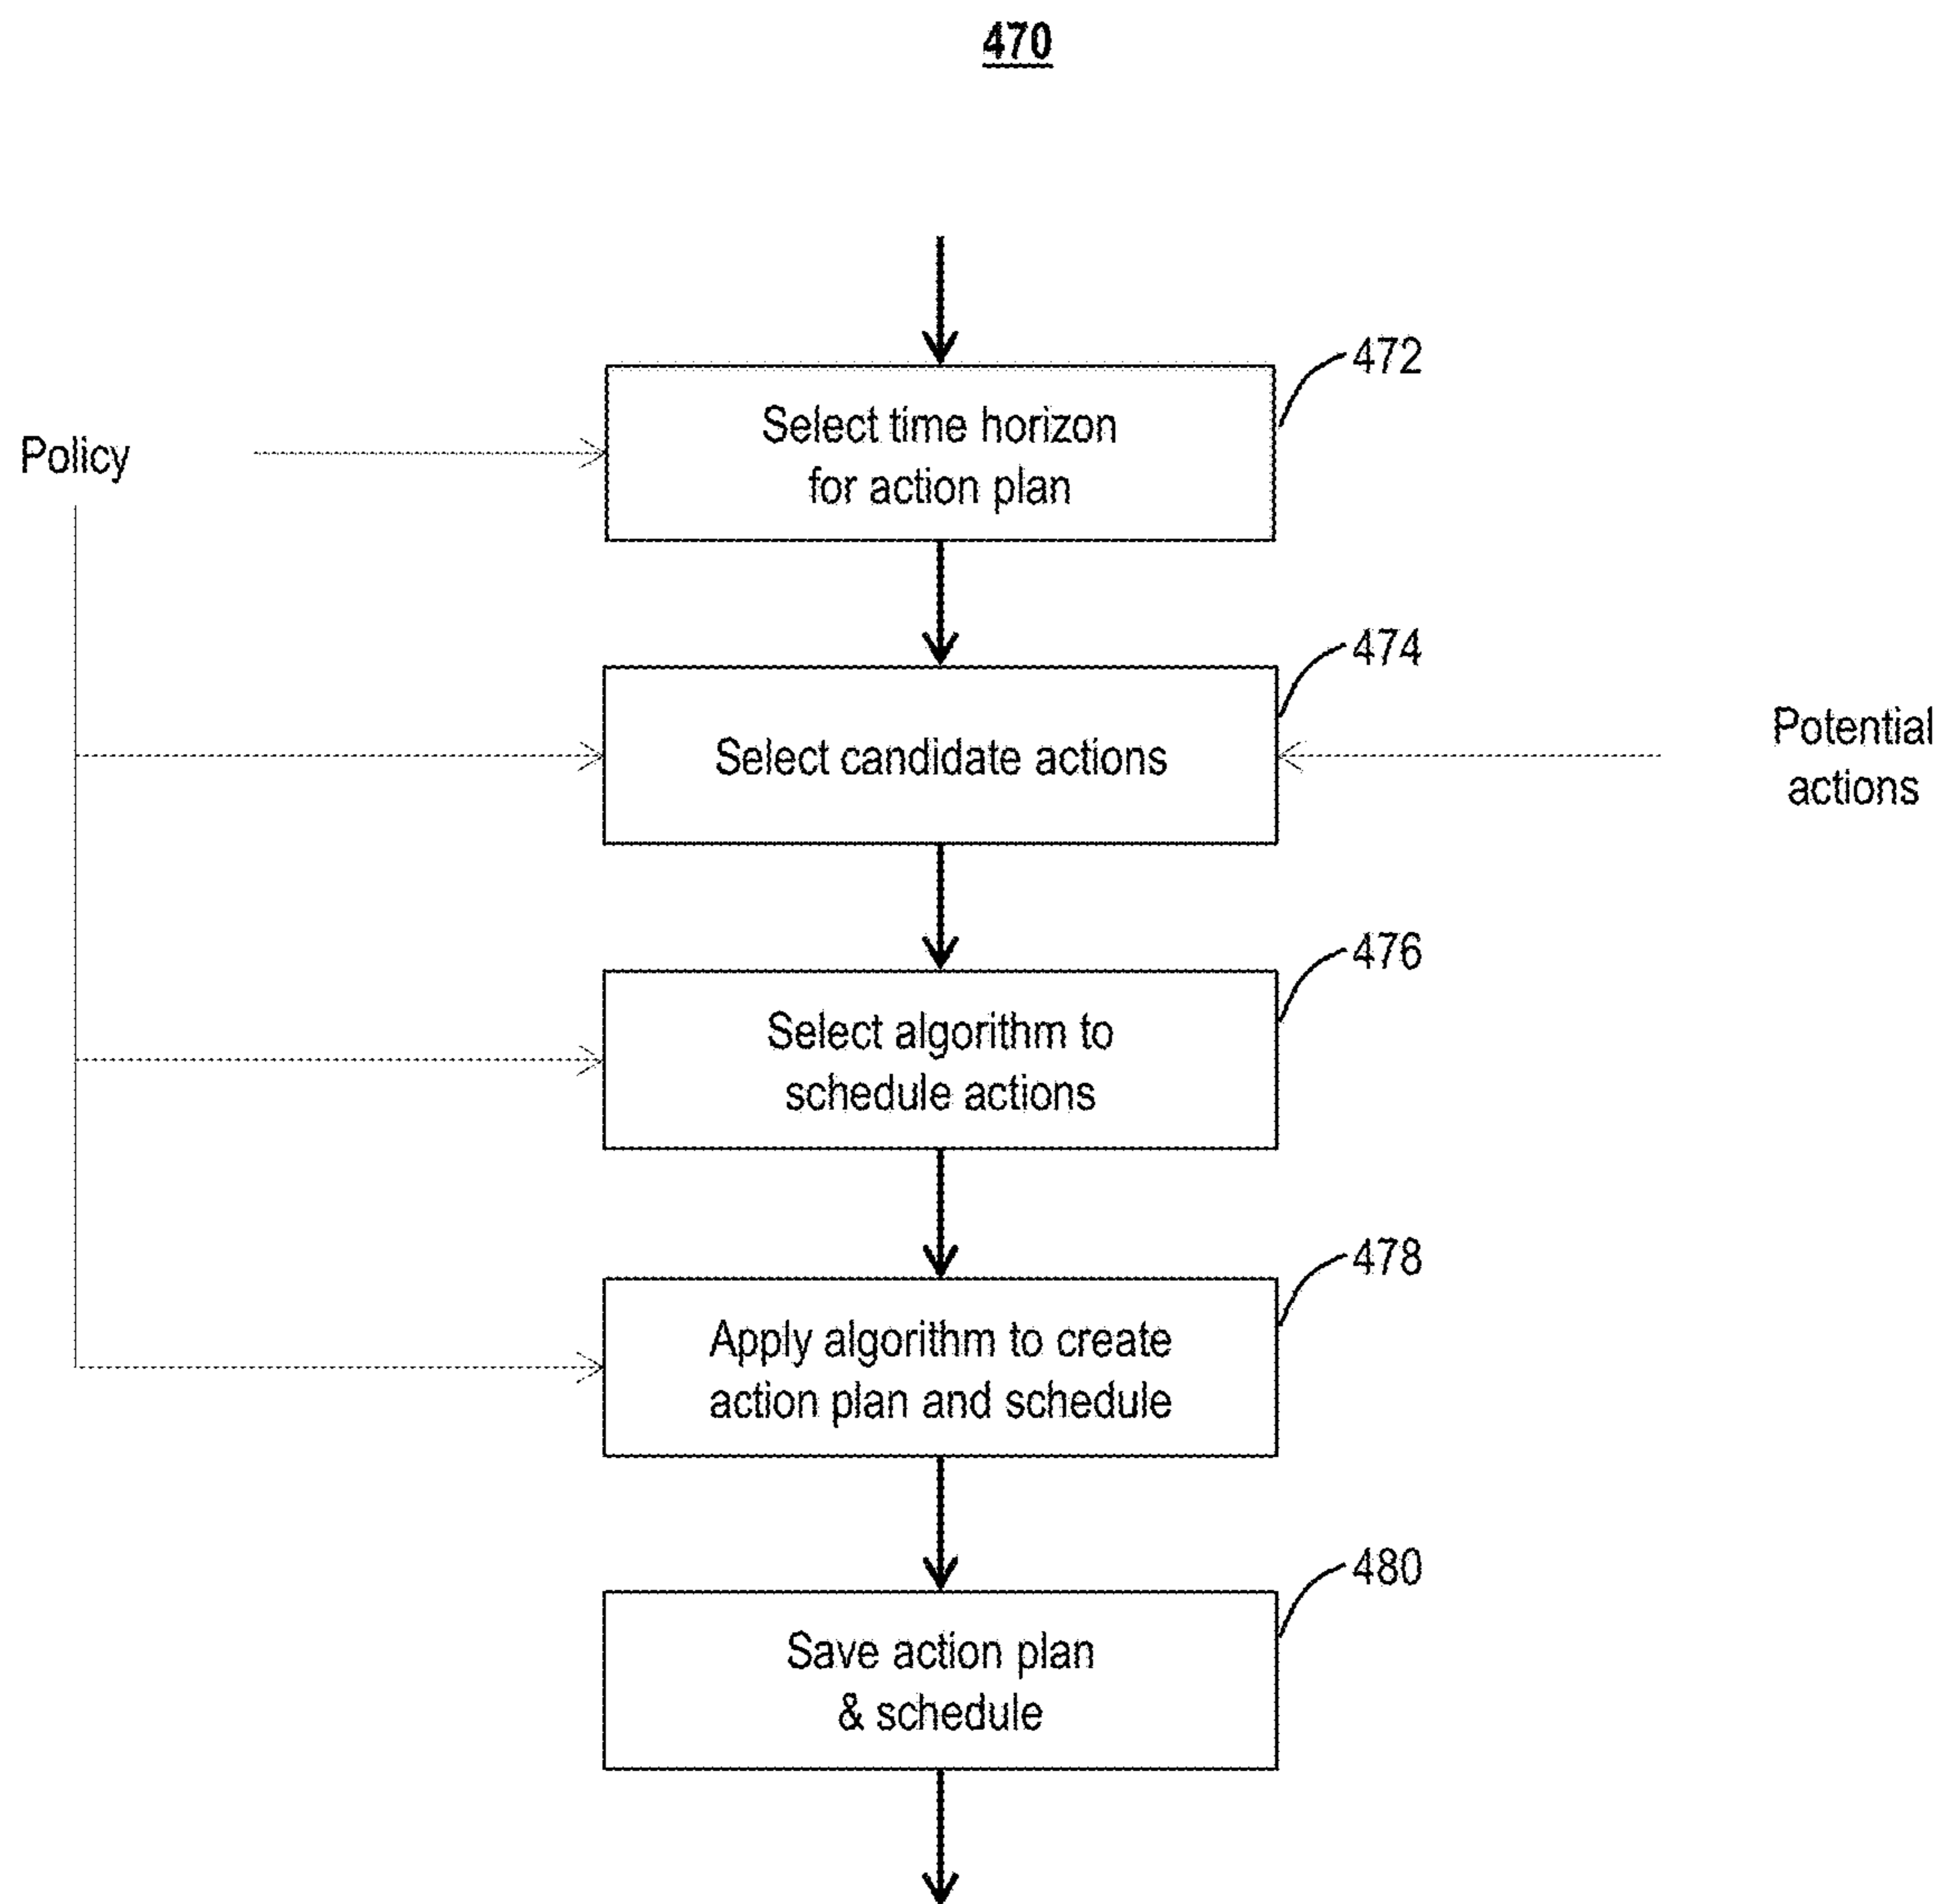 470
472
Select time horizon
for action plan
Policy
474
Select candidate actions
Potential
actions
476
Select algorithm to
schedule actions
478
Apply algorithm to create
action plan and schedule
480
Save action plan
& schedule